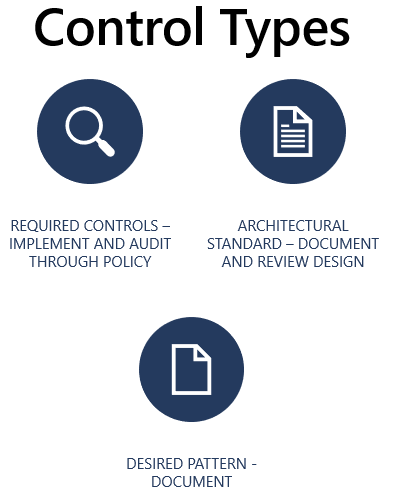 Control Types
REQUIRED CONTROLS –
IMPLEMENT AND AUDIT
THROUGH POLICY
ARCHITECTURAL
STANDARD – DOCUMENT
AND REVIEW DESIGN
DESIRED PATTERN -
DOCUMENT